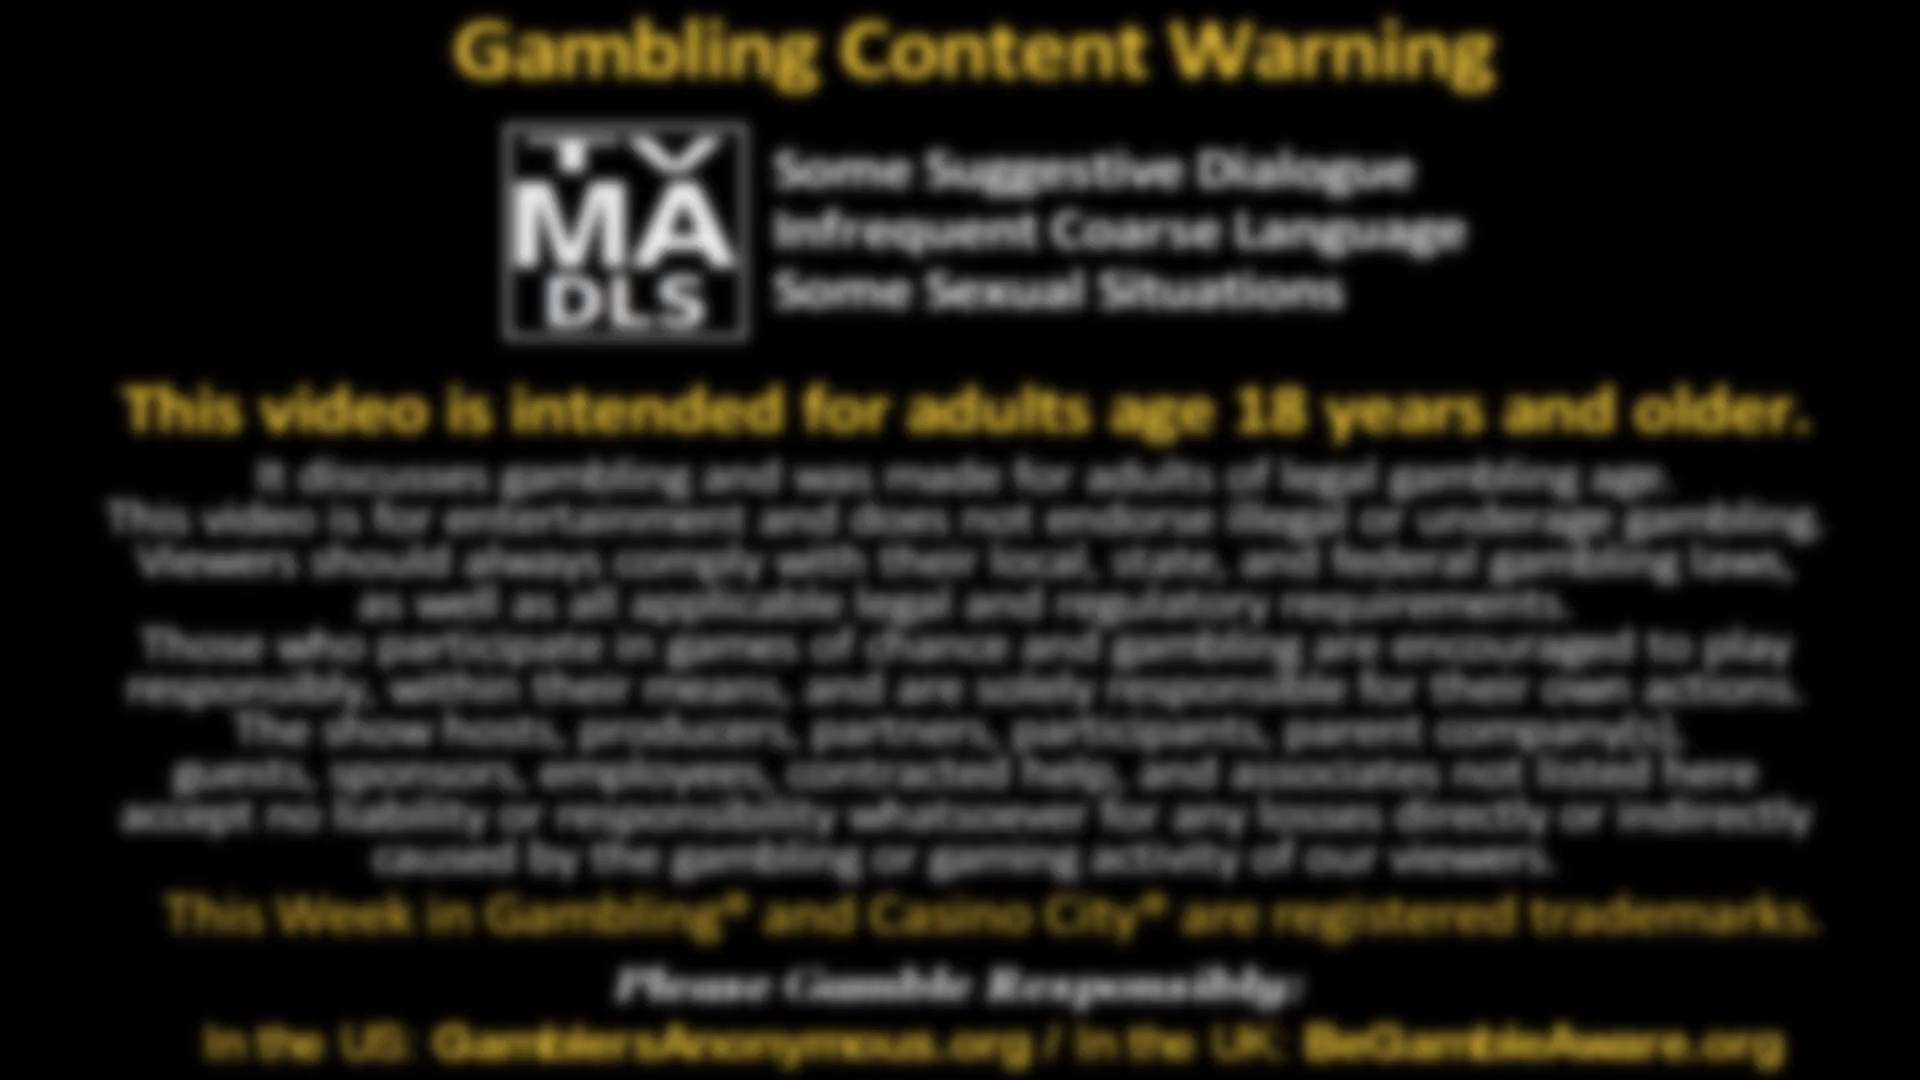 Gambling Content Warning
TV
MA
DLS
Some Suggestive Dialogue
Infrequent Coarse Language
Some Sexual Situations
This video is intended for adults age 18 years and older.
It discusses gambling and was made for adults of legal gambling age.
This video is for entertainment and does not endorse illegal or underage gambling.
Viewers should always comply with their local, state, and federal gambling laws,
as well as all applicable legal and regulatory requirements.
Those who participate in games of chance and gambling are encouraged to play
responsibly, within their means, and are solely responsible for their own actions.
The show hosts, producers, partners, participants, parent company(s),
guests, sponsors, employees, contracted help, and associates not listed here
accept no liability or responsibility whatsoever for any losses directly or indirectly
caused by the gambling or gaming activity of our viewers.
This Week in Gambling® and Casino City® are registered trademarks.
Please Gamble Responsibly:
In the US: GamblersAnonymous.org / In the UK: BeGambleAware.org